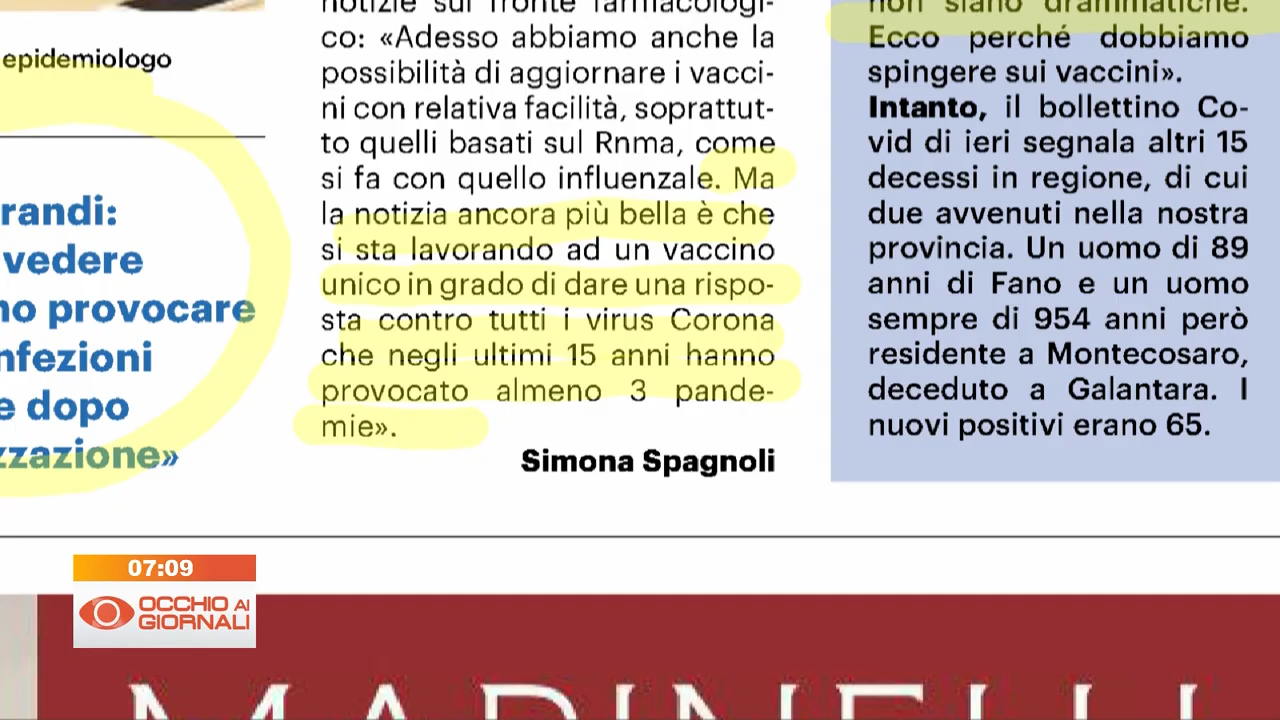 epidemiologo
randi:
vedere
no provocare
nfezioni
e dopo
zzazione»
notizie sul fronte farmacologi-
co: «Adesso abbiamo anche la
possibilità di aggiornare i vacci-
ni con relativa facilità, soprattut-
to quelli basati sul Rnma, come
si fa con quello influenzale. Ma
la notizia ancora più bella è che
si sta lavorando ad un vaccino
unico in grado di dare una rispo-
sta contro tutti i virus Corona
che negli ultimi 15 anni hanno
provocato almeno 3 pande-
mie».
Simona Spagnoli
non siano drammatiche.
Ecco perché dobbiamo
spingere sui vaccini».
Intanto, il bollettino Co-
vid di ieri segnala altri 15
decessi in regione, di cui
due avvenuti nella nostra
provincia. Un uomo di 89
anni di Fano e un uomo
sempre di 954 anni però
residente a Montecosaro,
deceduto a Galantara. I
nuovi positivi erano 65.
07:09
OCCHIO AI
GIORNALI
MARINELLI